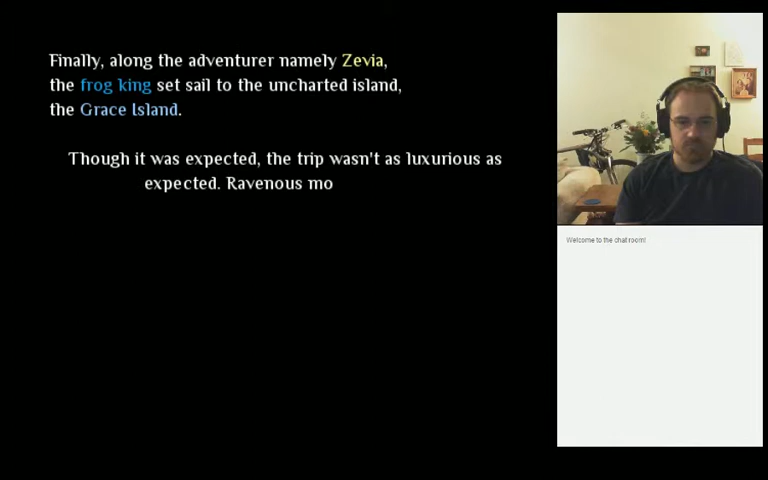 Finally, along the adventurer namely Zevia,
the frog king set sail to the uncharted island,
the Grace Island.
Though it was expected, the trip wasn't as luxurious as
expected. Ravenous mo
Welcome to the chat room!